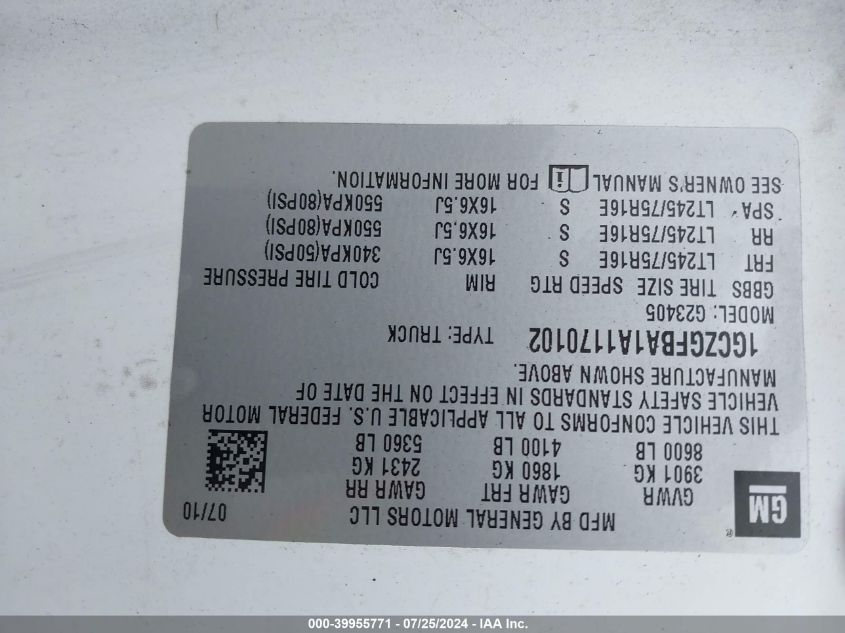 MFD BY GENERAL MOTORS LLC 07/10
GM
GVWR GAWR FRT GAWR RR
3901 KG 1860 KG 2431 KG
8600 LB 4100 LB 5360 LB
THIS VEHICLE CONFORMS TO ALL APPLICABLE U.S. FEDERAL MOTOR
VEHICLE SAFETY STANDARDS IN EFFECT ON THE DATE OF
MANUFACTURE SHOWN ABOVE.
1GCZGFBA1A1170102 TYPE: TRUCK
MODEL: G23405
GBBS TIRE SIZE SPEED RTG RIM COLD TIRE PRESSURE
FRT LT245/75R16E S 16X6.5J 340KPA(50PSI)
RR LT245/75R16E S 16X6.5J 550KPA(80PSI)
SPA LT245/75R16E S 16X6.5J 550KPA(80PSI)
SEE OWNER'S MANUAL i FOR MORE INFORMATION.
000-39955771 - 07/25/2024 - IAA Inc.